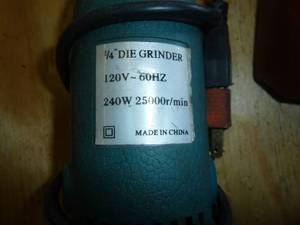 ¼" DIE GRINDER
120V~60HZ
240W 25000r/min
MADE IN CHINA